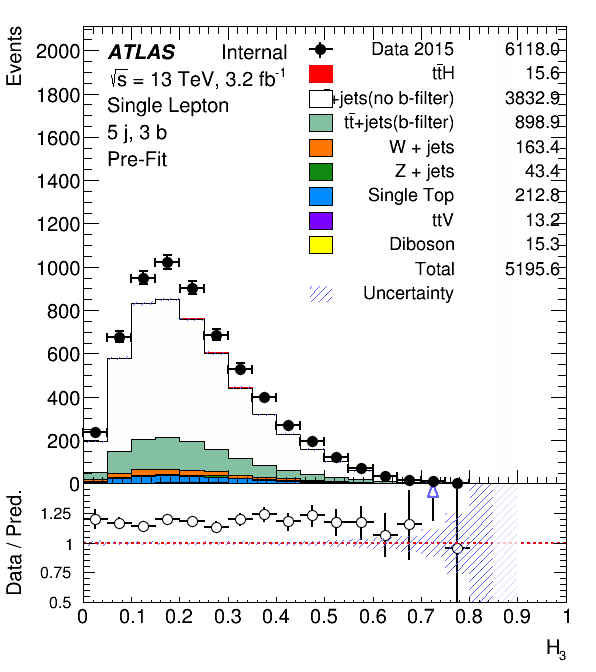 Events
2000
1800
1600
1400
1200
1000
800
600
400
200
0
ATLAS Internal
√s = 13 TeV, 3.2 fb-1
Single Lepton
5 j, 3 b
Pre-Fit
Data 2015 6118.0
tt̄H 15.6
+jets(no b-filter) 3832.9
tt̄+jets(b-filter) 898.9
W + jets 163.4
Z + jets 43.4
Single Top 212.8
ttV 13.2
Diboson 15.3
Total 5195.6
Uncertainty
Data / Pred.
1.25
1
0.75
0.5
0 0.1 0.2 0.3 0.4 0.5 0.6 0.7 0.8 0.9 1
H3